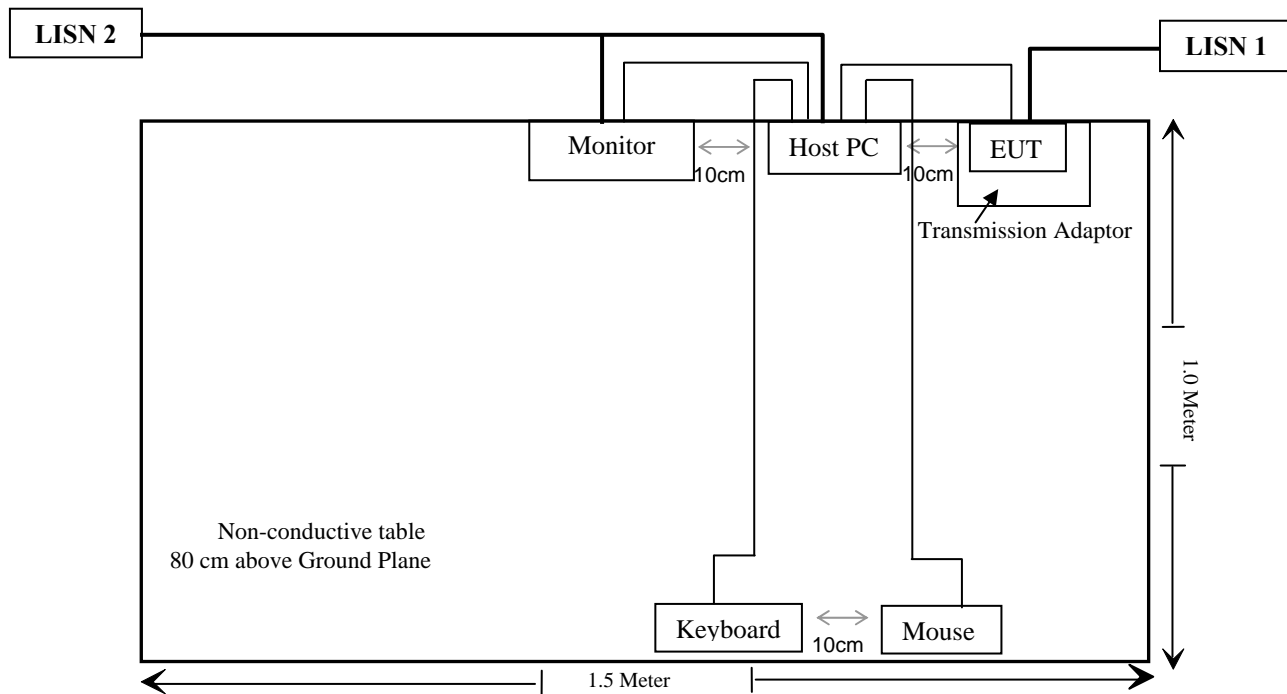 LISN 2
LISN 1
Monitor
10cm
Host PC
10cm
EUT
Transmission Adaptor
1.0 Meter
Non-conductive table
80 cm above Ground Plane
Keyboard
10cm
Mouse
1.5 Meter